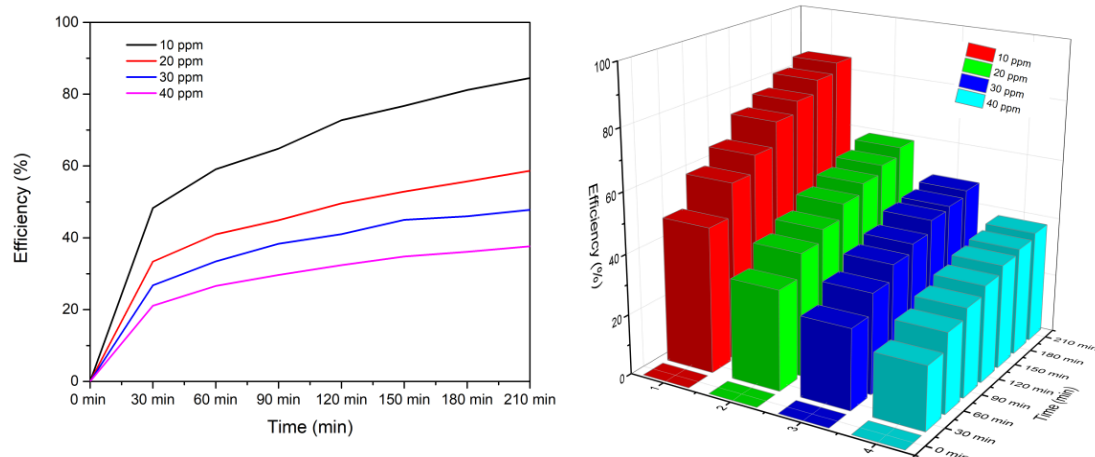 100
80
60
40
20
0
Efficiency (%)
10 ppm
20 ppm
30 ppm
40 ppm
0 min 30 min 60 min 90 min 120 min 150 min 180 min 210 min
Time (min)
100
80
60
40
20
0
Efficiency (%)
10 ppm
20 ppm
30 ppm
40 ppm
1
2
3
4
0 min
30 min
60 min
90 min
120 min
150 min
180 min
210 min
Time (min)